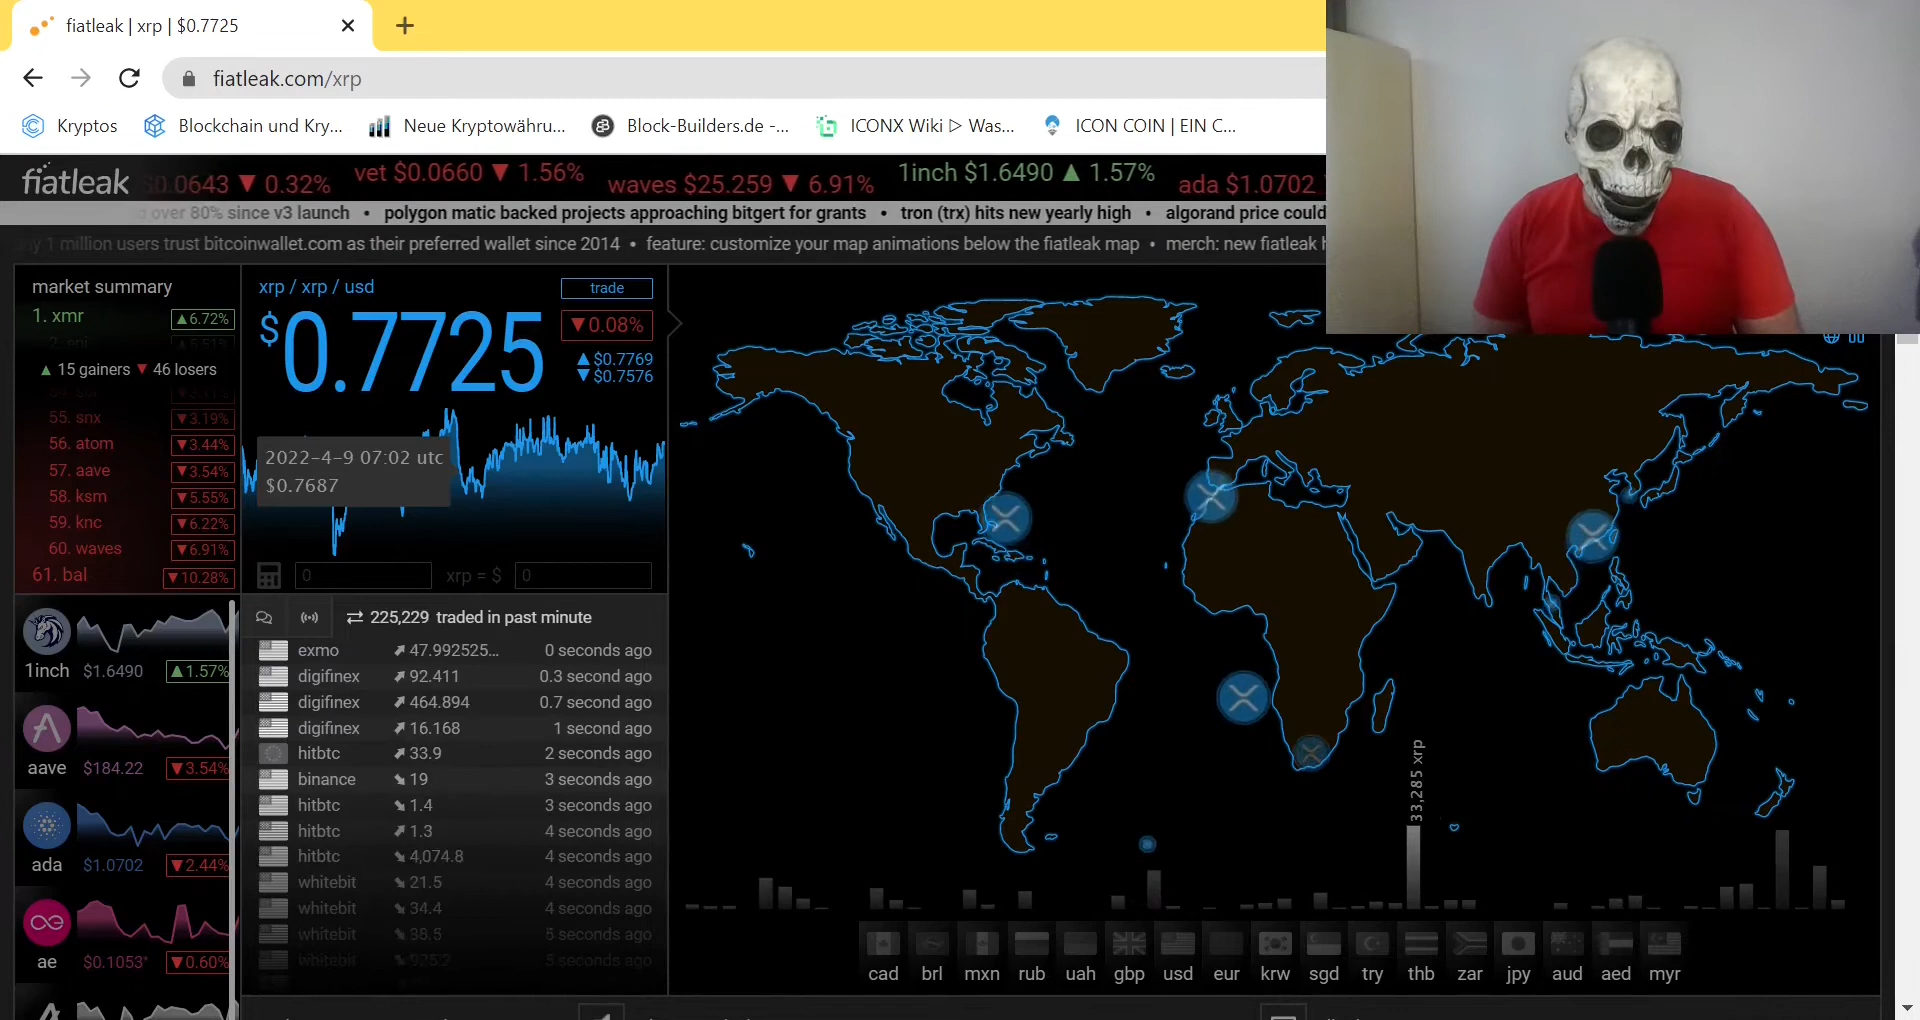 fiatleak | xrp | $0.7725
fiatleak.com/xrp
Kryptos
Blockchain und Kry...
Neue Kryptowähru...
Block-Builders.de -...
ICONX Wiki ▷ Was...
ICON COIN | EIN C...
fiatleak
$0.0643 ▼ 0.32%
vet $0.0660 ▼ 1.56%
waves $25.259 ▼ 6.91%
1inch $1.6490 ▲ 1.57%
ada $1.0702
over 80% since v3 launch • polygon matic backed projects approaching bitgert for grants • tron (trx) hits new yearly high • algorand price could
1 million users trust bitcoinwallet.com as their preferred wallet since 2014 • feature: customize your map animations below the fiatleak map • merch: new fiatleak
market summary
1. xmr ▲6.72%
▲ 15 gainers ▼ 46 losers
55. snx ▼3.19%
56. atom ▼3.44%
57. aave ▼3.54%
58. ksm ▼5.55%
59. knc ▼6.22%
60. waves ▼6.91%
61. bal ▼10.28%
xrp / xrp / usd
trade
$0.7725
▼0.08%
▲ $0.7769
▼ $0.7576
2022-4-9 07:02 utc
$0.7687
0 xrp = $ 0
225,229 traded in past minute
exmo 47.992525... 0 seconds ago
digifinex 92.411 0.3 second ago
digifinex 464.894 0.7 second ago
digifinex 16.168 1 second ago
hitbtc 33.9 2 seconds ago
binance 19 3 seconds ago
hitbtc 1.4 3 seconds ago
hitbtc 1.3 4 seconds ago
hitbtc 4,074.8 4 seconds ago
whitebit 21.5 4 seconds ago
whitebit 34.4 4 seconds ago
whitebit 5 seconds ago
1inch $1.6490 ▲1.57%
aave $184.22 ▼3.54%
ada $1.0702 ▼2.44%
ae $0.1053 ▼0.60%
33,285 xrp
cad brl mxn rub uah gbp usd eur krw sgd try thb zar jpy aud aed myr